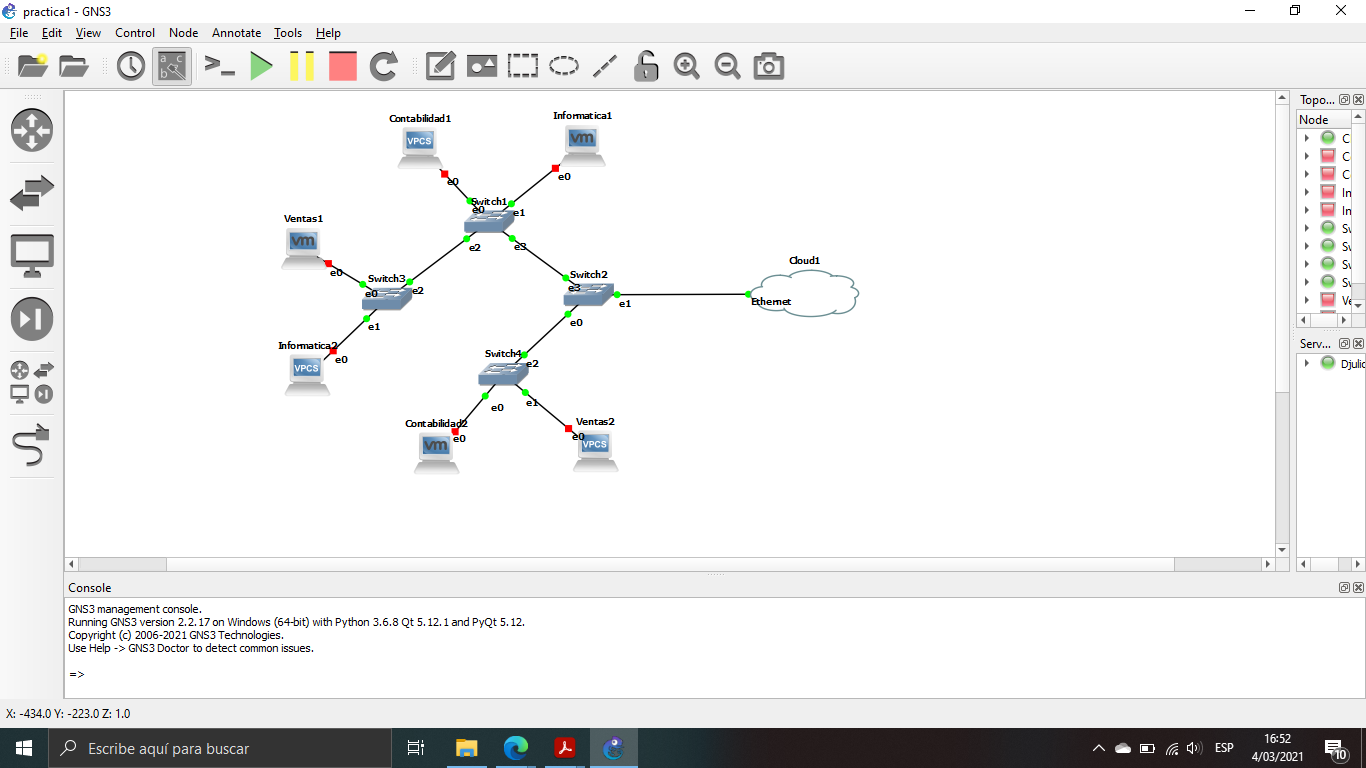 practica1 - GNS3
File Edit View Control Node Annotate Tools Help
Contabilidad1
Informatica1
VPCS
vm
e0
e0
Switch1
e0
e1
Ventas1
vm
e2
e3
e0
Switch3
Switch2
Cloud1
e0
e2
e3
e1
Ethernet
e1
e0
Informatica2
e0
VPCS
Switch4
e2
e0
e1
Contabilidad2
Ventas2
e0
e0
vm
VPCS
Topo...
Node
C
C
C
In
In
Sv
Sv
Sv
Sv
Ve
Serv...
Djulio
Console
GNS3 management console.
Running GNS3 version 2.2.17 on Windows (64-bit) with Python 3.6.8 Qt 5.12.1 and PyQt 5.12.
Copyright (c) 2006-2021 GNS3 Technologies.
Use Help -> GNS3 Doctor to detect common issues.
=>
X: -434.0 Y: -223.0 Z: 1.0
Escribe aquí para buscar
ESP
16:52
4/03/2021
10